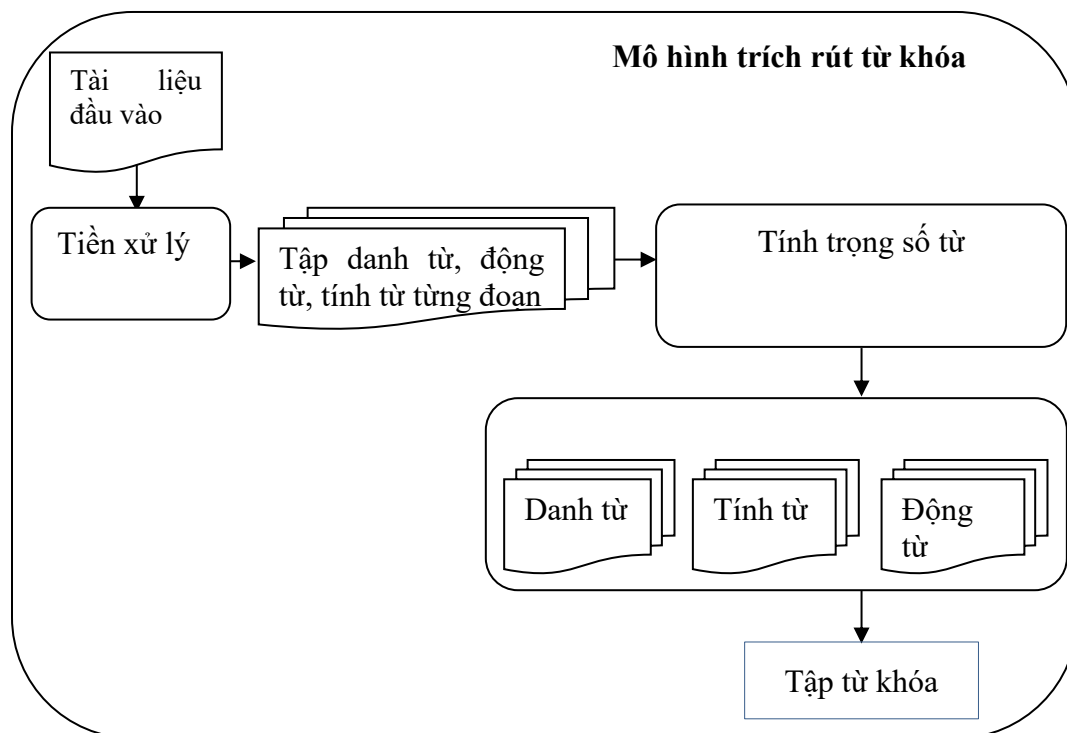 Mô hình trích rút từ khóa
Tài liệu
đầu vào
Tiền xử lý
Tập danh từ, động
từ, tính từ từng đoạn
Tính trọng số từ
Danh từ
Tính từ
Động
từ
Tập từ khóa